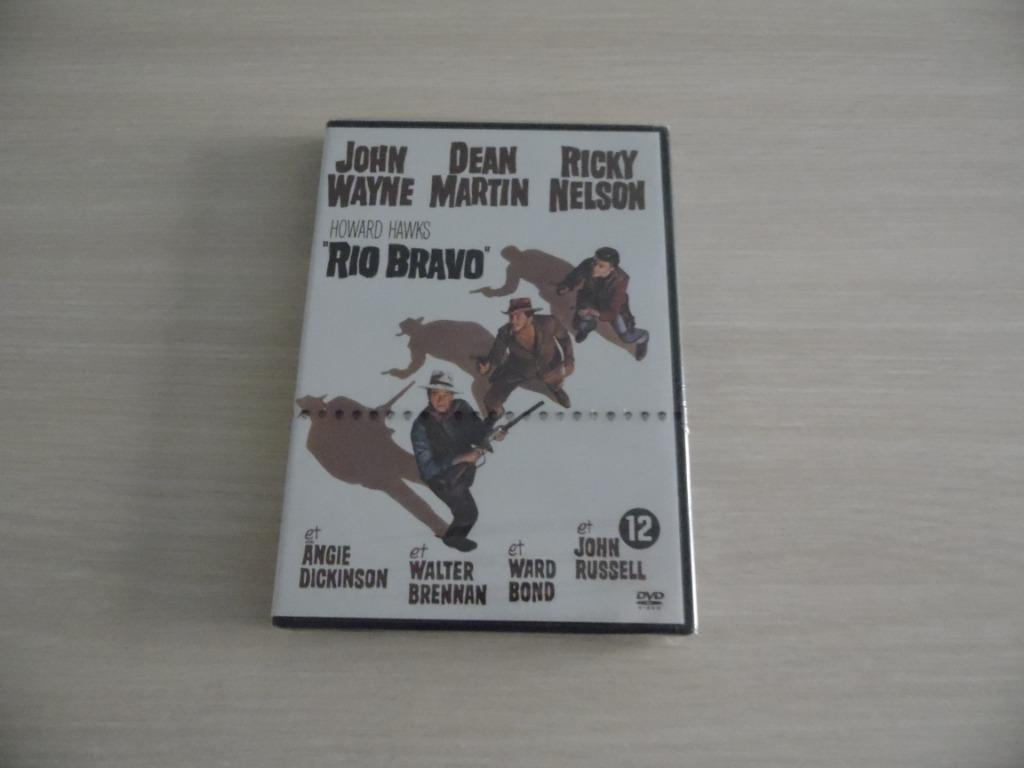 JOHN WAYNE
DEAN MARTIN
RICKY NELSON
HOWARD HAWKS
"RIO BRAVO"
et
ANGIE
DICKINSON
et
WALTER
BRENNAN
et
WARD
BOND
et
JOHN
RUSSELL
12
DVD
VIDEO